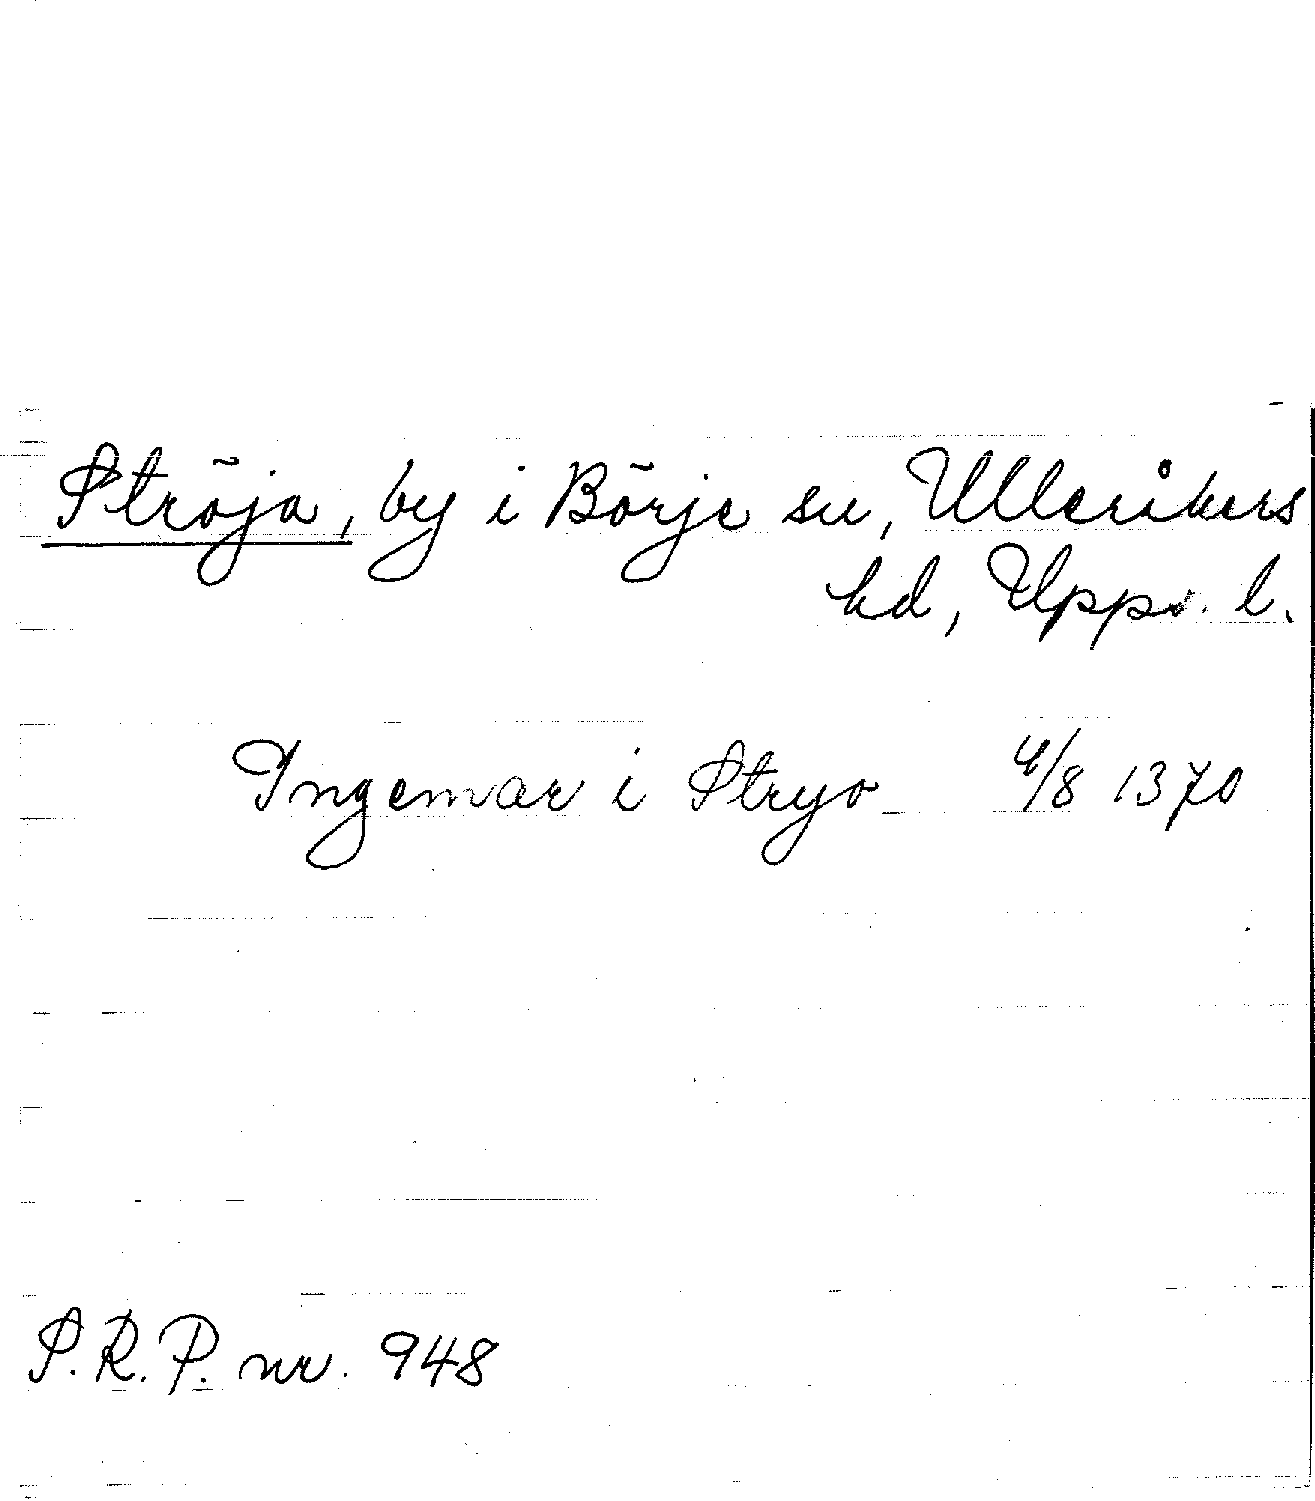 Ströja, by i Börje sn, Ulleråkers
hd, Upps. l.
Ingemar i Stryo 4/8 1370
S.R.P. nr. 948